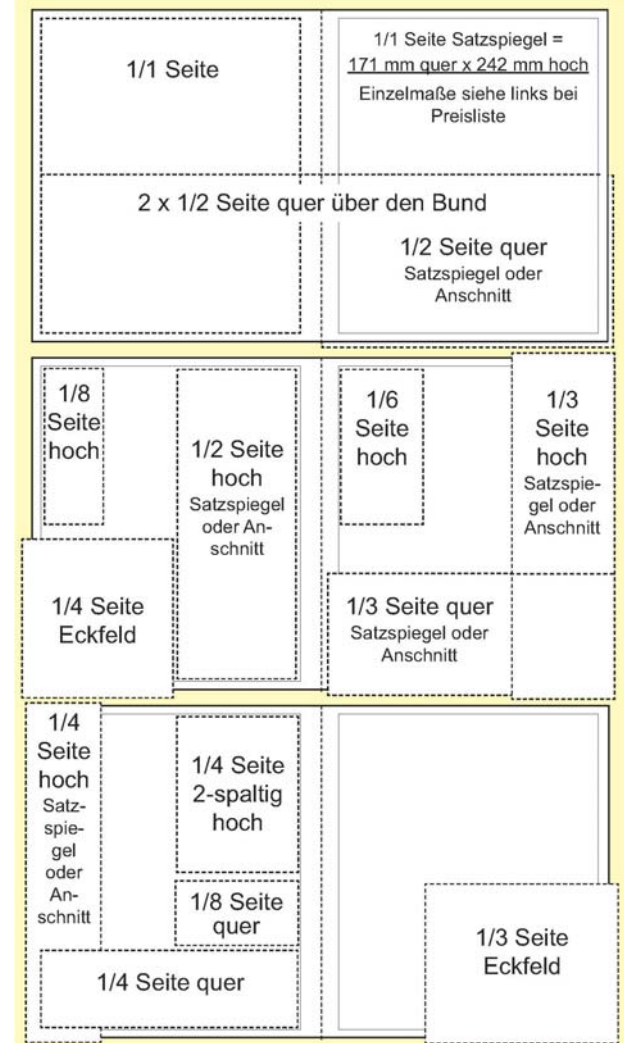 1/1 Seite
1/1 Seite Satzspiegel =
171 mm quer x 242 mm hoch
Einzelmaße siehe links bei
Preisliste
2 x 1/2 Seite quer über den Bund
1/2 Seite quer
Satzspiegel oder
Anschnitt
1/8
Seite
hoch
1/2 Seite
hoch
Satzspiegel
oder An-
schnitt
1/6
Seite
hoch
1/3
Seite
hoch
Satzspie-
gel oder
Anschnitt
1/4 Seite
Eckfeld
1/3 Seite quer
Satzspiegel oder
Anschnitt
1/4
Seite
hoch
Satz-
spie-
gel
oder
An-
schnitt
1/4 Seite
2-spaltig
hoch
1/8 Seite
quer
1/4 Seite quer
1/3 Seite
Eckfeld